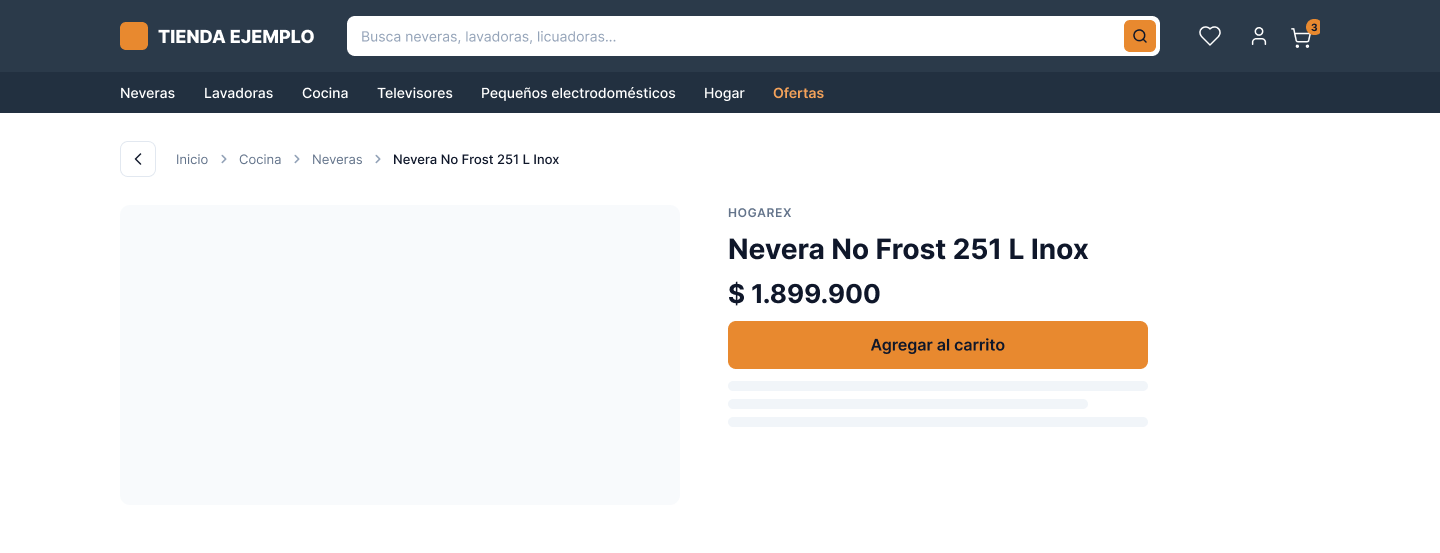 TIENDA EJEMPLO
Busca neveras, lavadoras, licuadoras...
3
Neveras Lavadoras Cocina Televisores Pequeños electrodomésticos Hogar Ofertas
Inicio Cocina Neveras Nevera No Frost 251 L Inox
HOGAREX
Nevera No Frost 251 L Inox
$ 1.899.900
Agregar al carrito